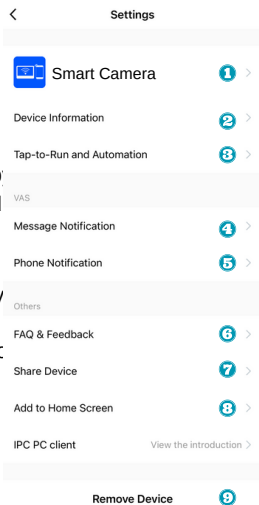 Settings
Smart Camera 1
Device Information 2
Tap-to-Run and Automation 3
VAS
Message Notification 4
Phone Notification 5
Others
FAQ & Feedback 6
Share Device 7
Add to Home Screen 8
IPC PC client View the introduction
Remove Device 9